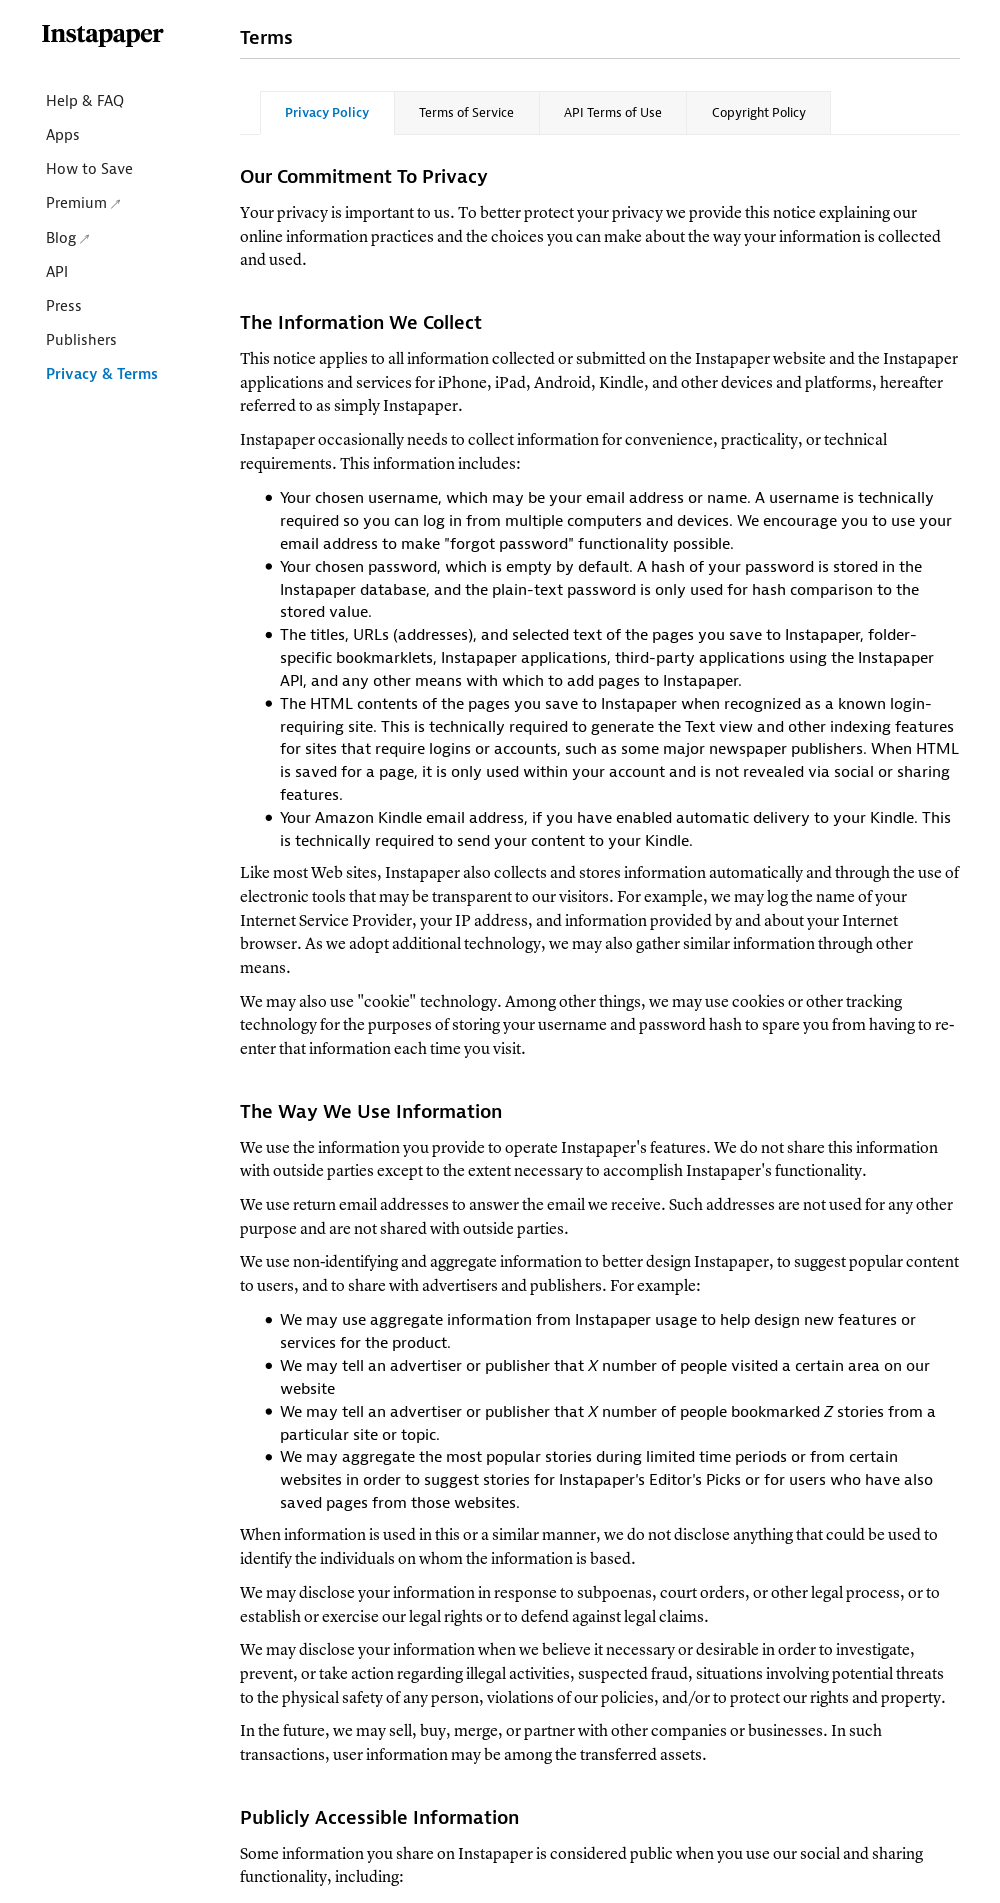 Instapaper
Help & FAQ
Apps
How to Save
Premium
Blog
API
Press
Publishers
Privacy & Terms
Terms
Privacy Policy
Terms of Service
API Terms of Use
Copyright Policy
Our Commitment To Privacy
Your privacy is important to us. To better protect your privacy we provide this notice explaining our
online information practices and the choices you can make about the way your information is collected
and used.
The Information We Collect
This notice applies to all information collected or submitted on the Instapaper website and the Instapaper
applications and services for iPhone, iPad, Android, Kindle, and other devices and platforms, hereafter
referred to as simply Instapaper.
Instapaper occasionally needs to collect information for convenience, practicality, or technical
requirements. This information includes:
• Your chosen username, which may be your email address or name. A username is technically
required so you can log in from multiple computers and devices. We encourage you to use your
email address to make "forgot password" functionality possible.
• Your chosen password, which is empty by default. A hash of your password is stored in the
Instapaper database, and the plain-text password is only used for hash comparison to the
stored value.
• The titles, URLs (addresses), and selected text of the pages you save to Instapaper, folder-
specific bookmarklets, Instapaper applications, third-party applications using the Instapaper
API, and any other means with which to add pages to Instapaper.
• The HTML contents of the pages you save to Instapaper when recognized as a known login-
requiring site. This is technically required to generate the Text view and other indexing features
for sites that require logins or accounts, such as some major newspaper publishers. When HTML
is saved for a page, it is only used within your account and is not revealed via social or sharing
features.
• Your Amazon Kindle email address, if you have enabled automatic delivery to your Kindle. This
is technically required to send your content to your Kindle.
Like most Web sites, Instapaper also collects and stores information automatically and through the use of
electronic tools that may be transparent to our visitors. For example, we may log the name of your
Internet Service Provider, your IP address, and information provided by and about your Internet
browser. As we adopt additional technology, we may also gather similar information through other
means.
We may also use "cookie" technology. Among other things, we may use cookies or other tracking
technology for the purposes of storing your username and password hash to spare you from having to re-
enter that information each time you visit.
The Way We Use Information
We use the information you provide to operate Instapaper's features. We do not share this information
with outside parties except to the extent necessary to accomplish Instapaper's functionality.
We use return email addresses to answer the email we receive. Such addresses are not used for any other
purpose and are not shared with outside parties.
We use non-identifying and aggregate information to better design Instapaper, to suggest popular content
to users, and to share with advertisers and publishers. For example:
• We may use aggregate information from Instapaper usage to help design new features or
services for the product.
• We may tell an advertiser or publisher that X number of people visited a certain area on our
website
• We may tell an advertiser or publisher that X number of people bookmarked Z stories from a
particular site or topic.
• We may aggregate the most popular stories during limited time periods or from certain
websites in order to suggest stories for Instapaper's Editor's Picks or for users who have also
saved pages from those websites.
When information is used in this or a similar manner, we do not disclose anything that could be used to
identify the individuals on whom the information is based.
We may disclose your information in response to subpoenas, court orders, or other legal process, or to
establish or exercise our legal rights or to defend against legal claims.
We may disclose your information when we believe it necessary or desirable in order to investigate,
prevent, or take action regarding illegal activities, suspected fraud, situations involving potential threats
to the physical safety of any person, violations of our policies, and/or to protect our rights and property.
In the future, we may sell, buy, merge, or partner with other companies or businesses. In such
transactions, user information may be among the transferred assets.
Publicly Accessible Information
Some information you share on Instapaper is considered public when you use our social and sharing
functionality, including: